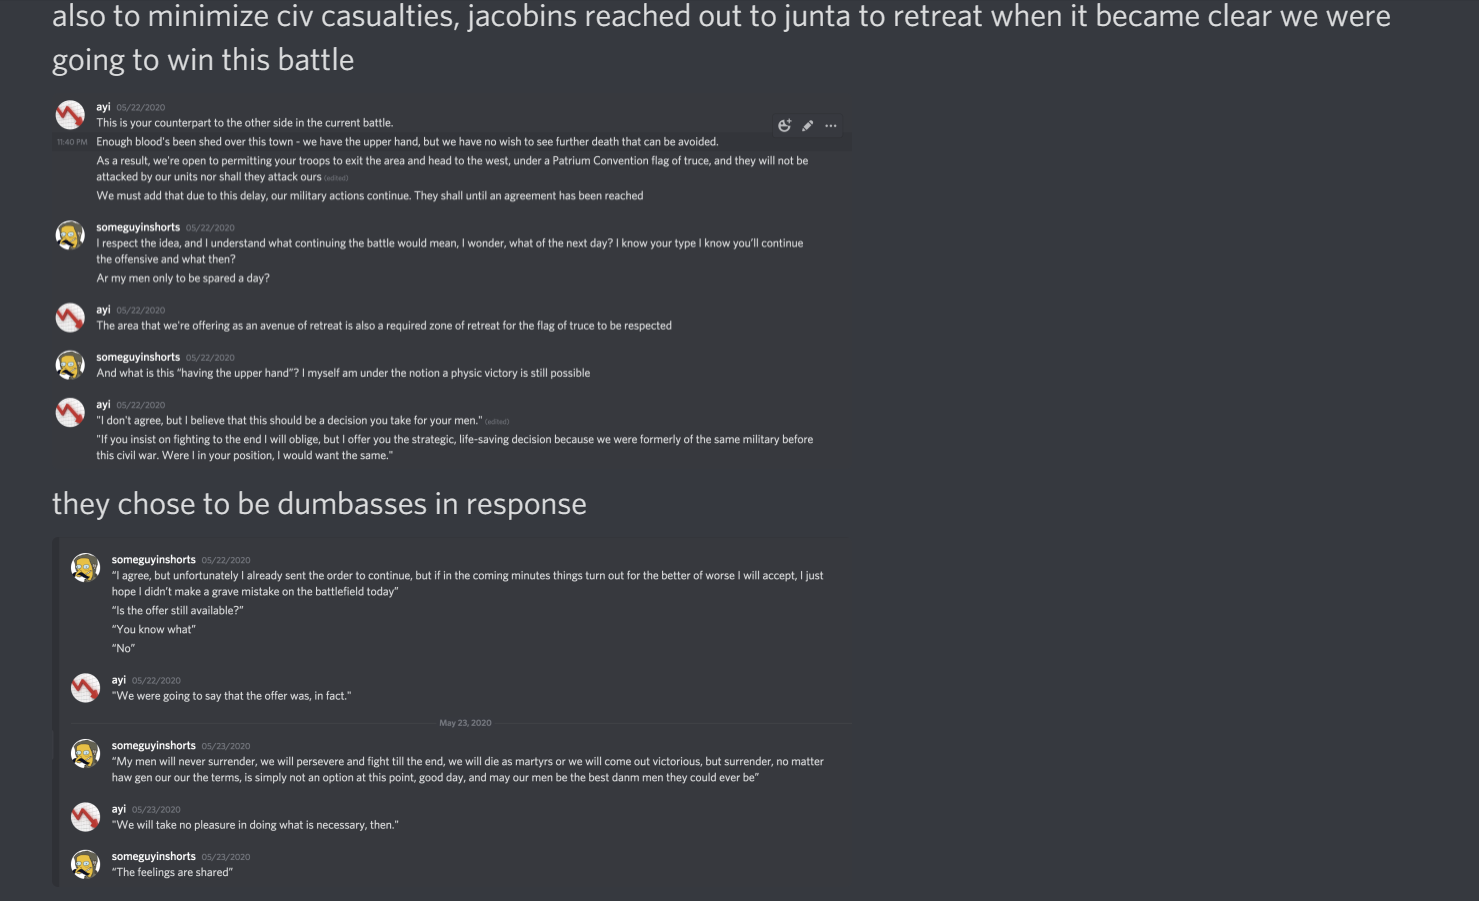 also to minimize civ casualties, jacobins reached out to junta to retreat when it became clear we were
going to win this battle
ayi 05/22/2020
This is your counterpart to the other side in the current battle.
11:40 PM Enough blood's been shed over this town - we have the upper hand, but we have no wish to see further death that can be avoided.
As a result, we're open to permitting your troops to exit the area and head to the west, under a Patrium Convention flag of truce, and they will not be
attacked by our units nor shall they attack ours (edited)
We must add that due to this delay, our military actions continue. They shall until an agreement has been reached
someguyinshorts 05/22/2020
I respect the idea, and I understand what continuing the battle would mean, I wonder, what of the next day? I know your type I know you'll continue
the offensive and what then?
Ar my men only to be spared a day?
ayi 05/22/2020
The area that we're offering as an avenue of retreat is also a required zone of retreat for the flag of truce to be respected
someguyinshorts 05/22/2020
And what is this "having the upper hand"? I myself am under the notion a physic victory is still possible
ayi 05/22/2020
"I don't agree, but I believe that this should be a decision you take for your men." (edited)
"If you insist on fighting to the end I will oblige, but I offer you the strategic, life-saving decision because we were formerly of the same military before
this civil war. Were I in your position, I would want the same."
they chose to be dumbasses in response
someguyinshorts 05/22/2020
"I agree, but unfortunately I already sent the order to continue, but if in the coming minutes things turn out for the better of worse I will accept, I just
hope I didn't make a grave mistake on the battlefield today"
"Is the offer still available?"
"You know what"
"No"
ayi 05/22/2020
"We were going to say that the offer was, in fact."
May 23, 2020
someguyinshorts 05/23/2020
"My men will never surrender, we will persevere and fight till the end, we will die as martyrs or we will come out victorious, but surrender, no matter
haw gen our our the terms, is simply not an option at this point, good day, and may our men be the best danm men they could ever be"
ayi 05/23/2020
"We will take no pleasure in doing what is necessary, then."
someguyinshorts 05/23/2020
"The feelings are shared"